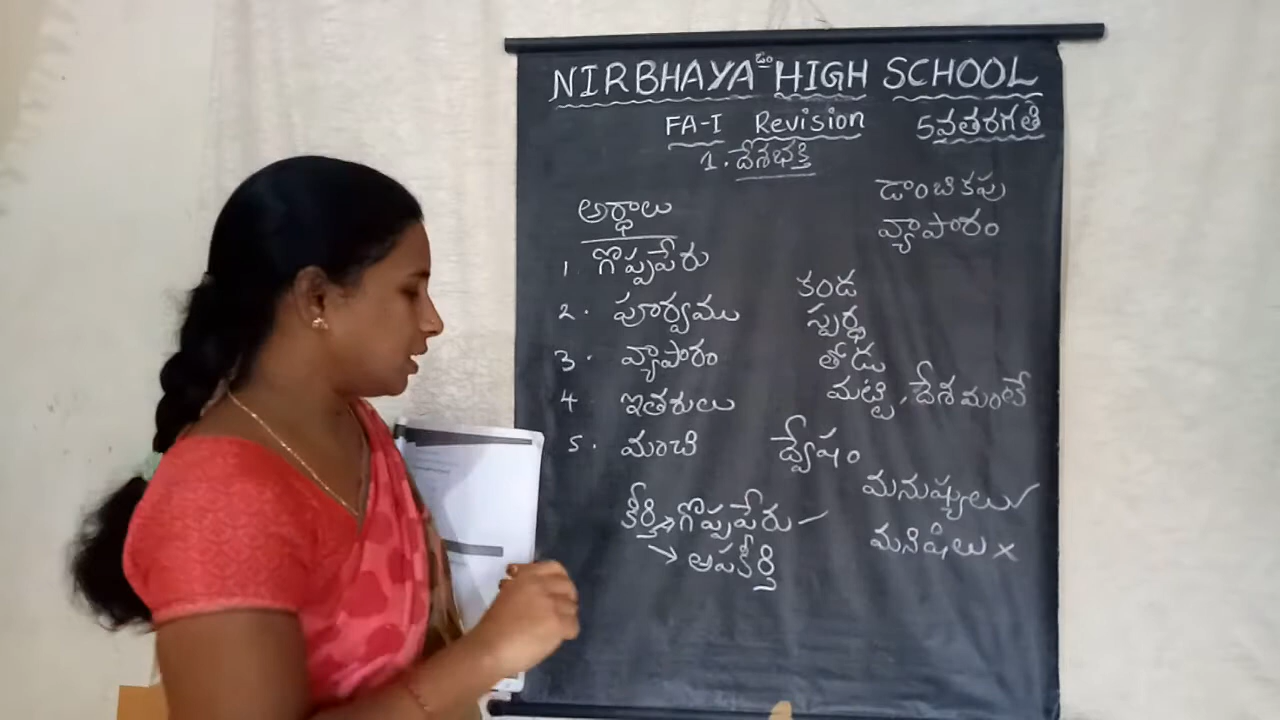 NIRBHAYA HIGH SCHOOL
FA-I Revision
5వతరగతి
1. దేశభక్తి
డాంబికపు
వ్యాపారం
అర్థాలు
1. గొప్పపేరు
కండ
2. పూర్వము
స్పర్థ
3. వ్యాపారం
తోడు
4 ఇతరులు
మట్టి, దేశమంటే
5. మంచి
ద్వేషం
మనుష్యులు✓
కీర్తి→గొప్పపేరు
మనిషిలు ×
→ అపకీర్తి